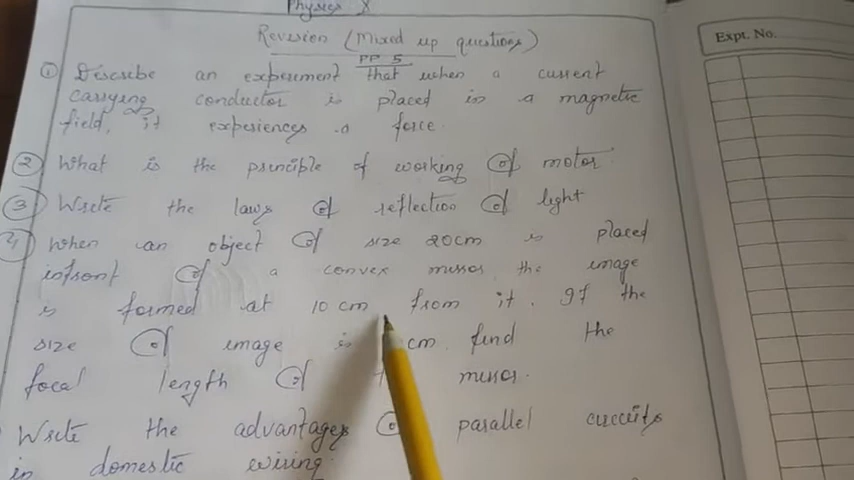 Physics X
Revision (Mixed up questions)
PP 5
Expt. No.
① Describe an experiment that when a current
carrying conductor is placed in a magnetic
field, it experiences a force.
② What is the principle of working of motor
③ Write the laws of reflection of light
④ When an object of size 20cm is placed
infront of a convex mirror the image
is formed at 10 cm from it. If the
size of image is cm find the
focal length of mirror.
Write the advantages of parallel circuits
in domestic wiring.